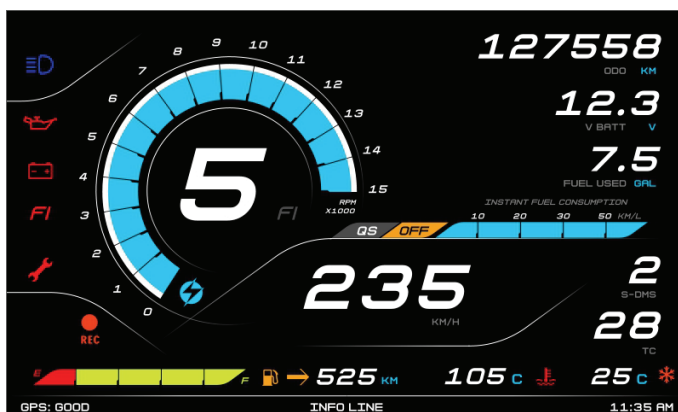 127558
ODO KM
12.3
V BATT V
7.5
FUEL USED GAL
INSTANT FUEL CONSUMPTION
10 20 30 50 KM/L
QS OFF
0 1 2 3 4 5 6 7 8 9 10 11 12 13 14 15
RPM
X1000
5
FI
FI
235
KM/H
2
S-DMS
28
TC
REC
E F
525 KM
105 C
25 C
GPS: GOOD INFO LINE 11:35 AM